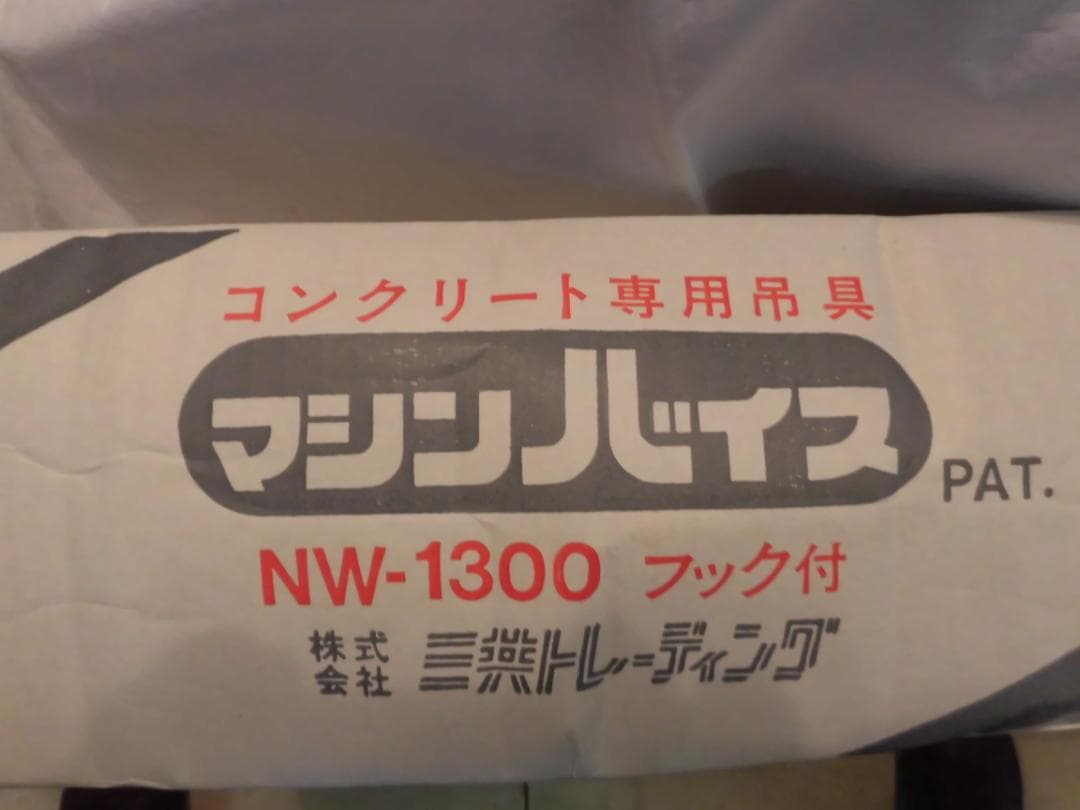 コンクリート専用吊具
マシンバイス PAT.
NW-1300 フック付
株式会社 三燕トレーディング